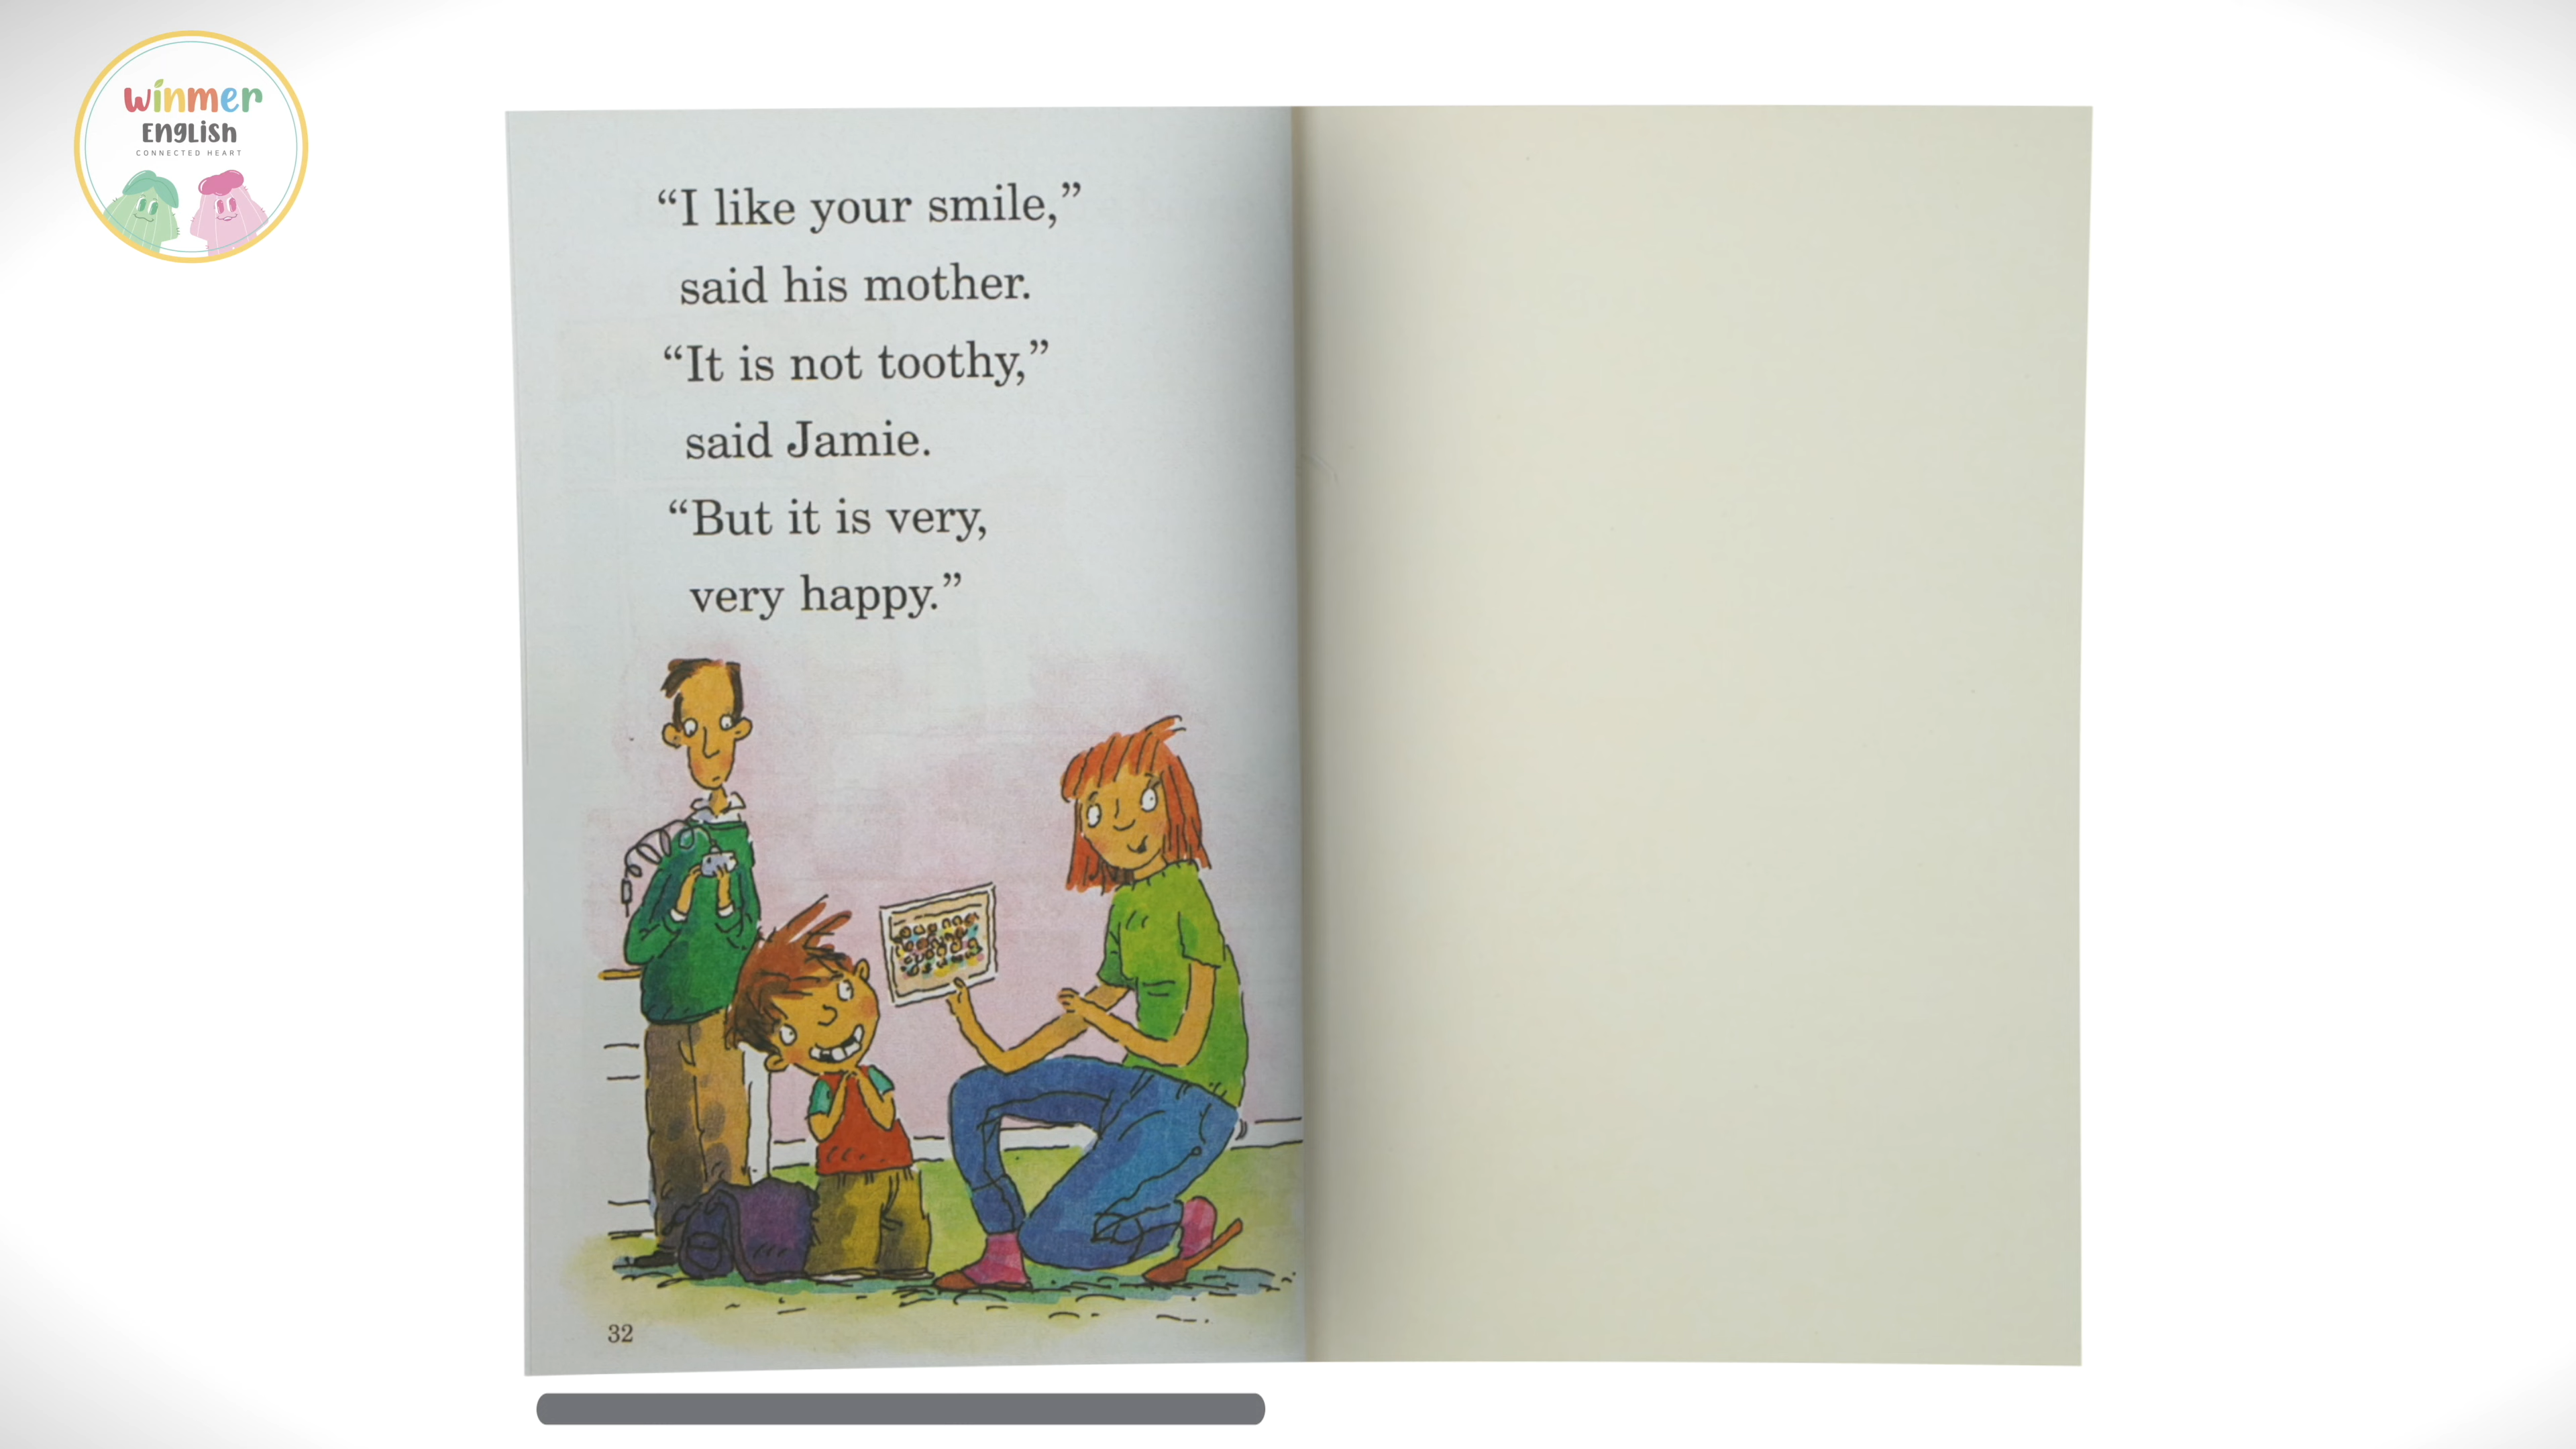 winmer
English
CONNECTED HEART
“I like your smile,”
said his mother.
“It is not toothy,”
said Jamie.
“But it is very,
very happy.”
32